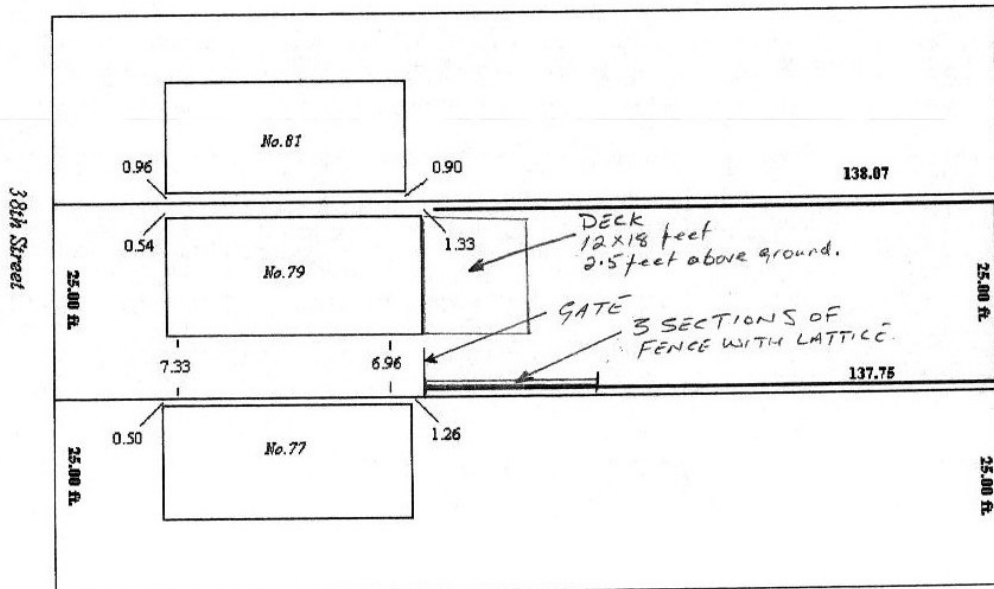 No.81
0.96
0.90
138.07
38th Street
0.54
1.33
DECK
12×18 feet
2.5 feet above ground.
No.79
25.00 ft.
25.00 ft.
GATE
3 SECTIONS OF
FENCE WITH LATTICE.
7.33
6.96
137.75
0.50
1.26
No.77
25.00 ft.
25.00 ft.